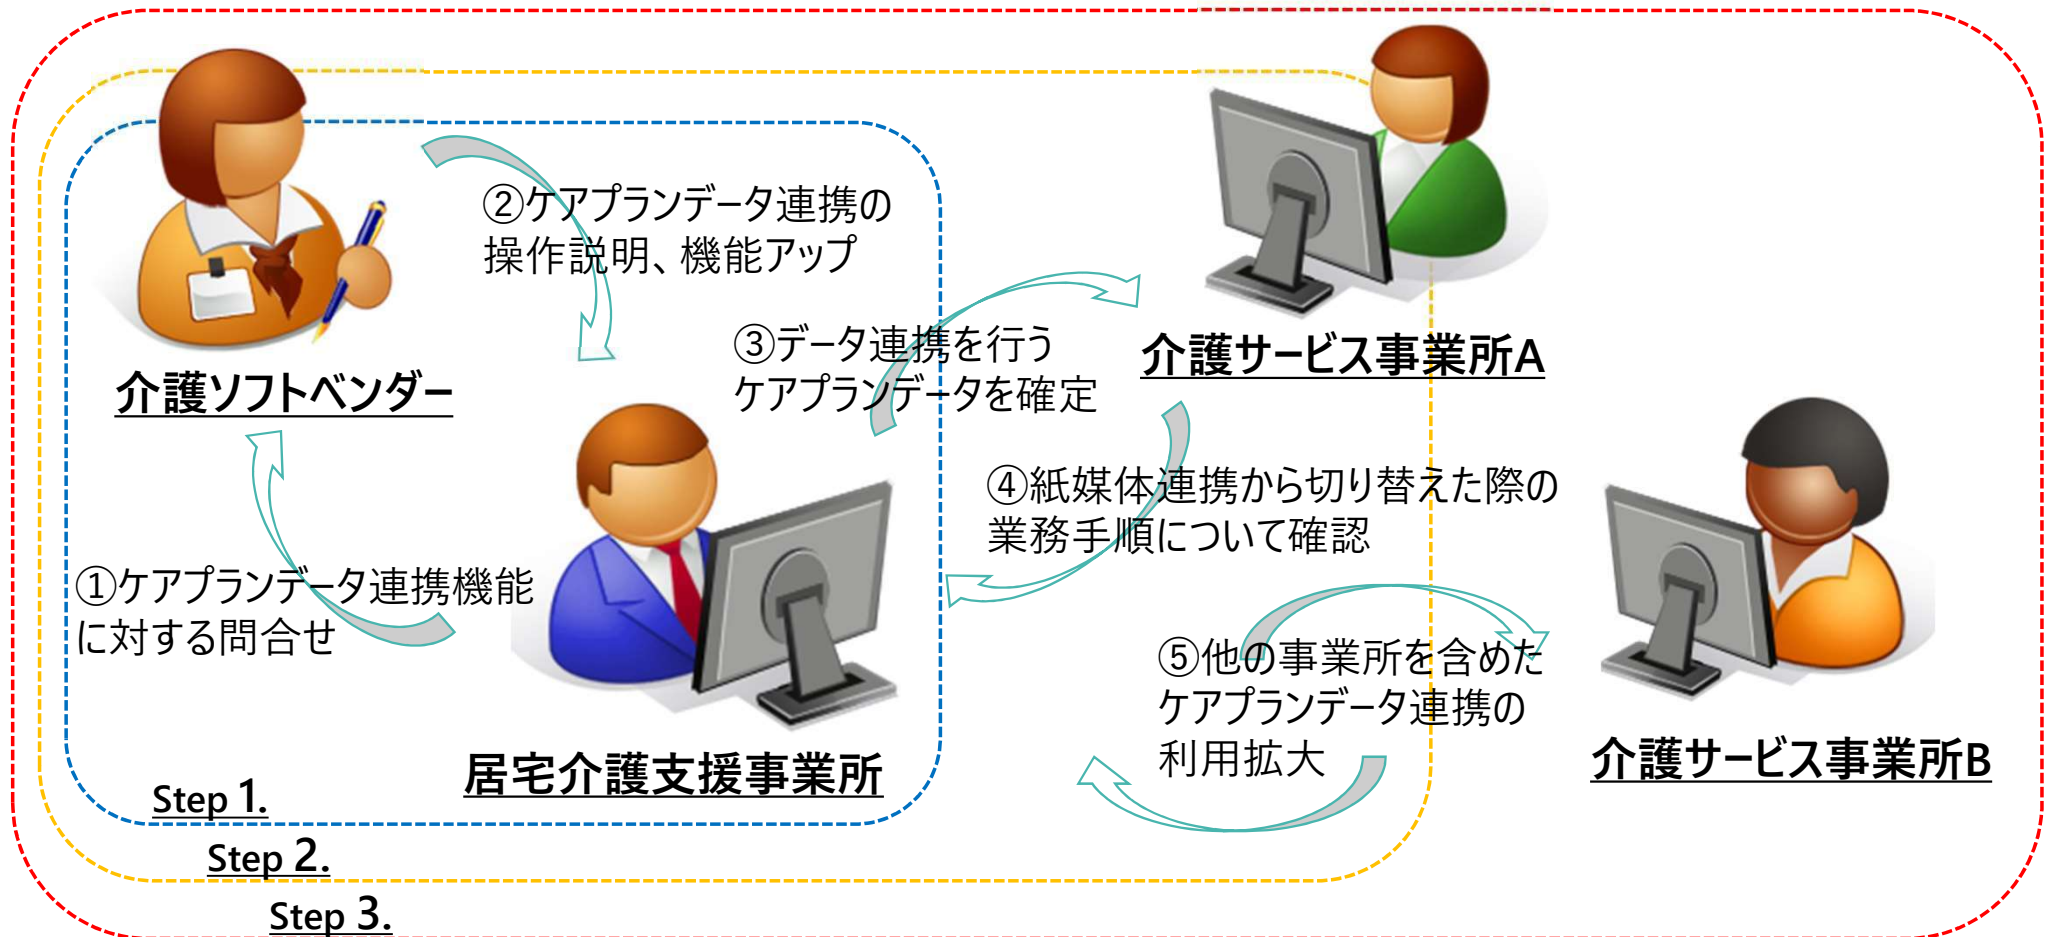 ②ケアプランデータ連携の
操作説明、機能アップ
③データ連携を行う
ケアプランデータを確定
介護サービス事業所A
介護ソフトベンダー
④紙媒体連携から切り替えた際の
業務手順について確認
①ケアプランデータ連携機能
に対する問合せ
⑤他の事業所を含めた
ケアプランデータ連携の
利用拡大
介護サービス事業所B
居宅介護支援事業所
Step 1.
Step 2.
Step 3.